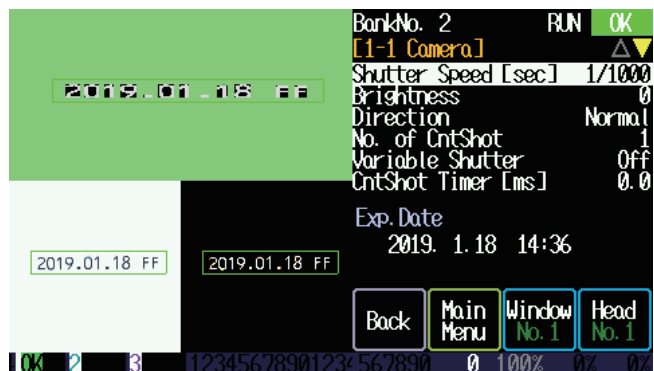 BankNo. 2 RUN OK
[1-1 Camera] △▼
Shutter Speed [sec] 1/1000
Brightness 0
Direction Normal
No. of CntShot 1
Variable Shutter Off
CntShot Timer [ms] 0.0
2019.01.18 FF
2019.01.18 FF
2019.01.18 FF
Exp.Date
2019. 1.18 14:36
Back
Main Menu
Window No.1
Head No.1
OK 2 3 12345678901234567890 0 100% 0% 0%